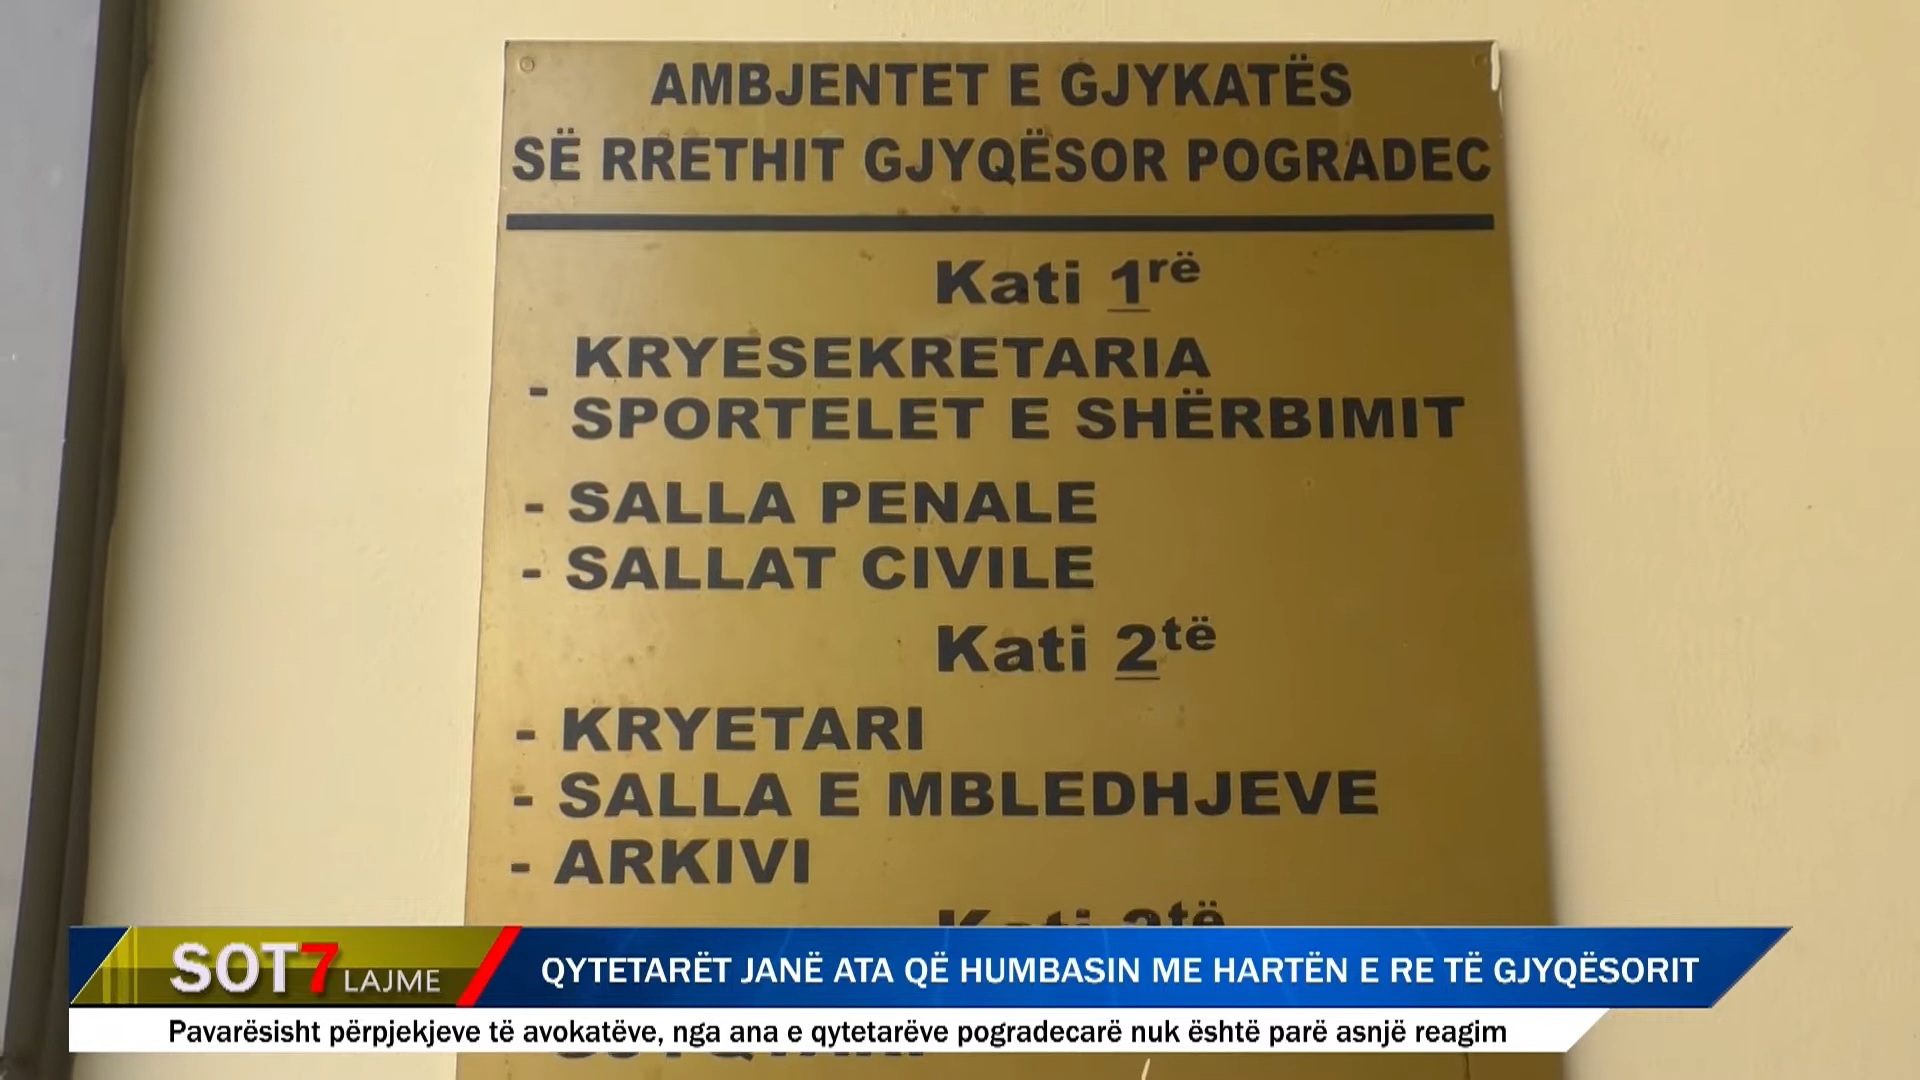 AMBJENTET E GJYKATËS
SË RRETHIT GJYQËSOR POGRADEC
Kati 1rë
- KRYESEKRETARIA
SPORTELET E SHËRBIMIT
- SALLA PENALE
- SALLAT CIVILE
Kati 2të
- KRYETARI
- SALLA E MBLEDHJEVE
- ARKIVI
Kati 3të
SOT7 LAJME
QYTETARËT JANË ATA QË HUMBASIN ME HARTËN E RE TË GJYQËSORIT
Pavarësisht përpjekjeve të avokatëve, nga ana e qytetarëve pogradecarë nuk është parë asnjë reagim